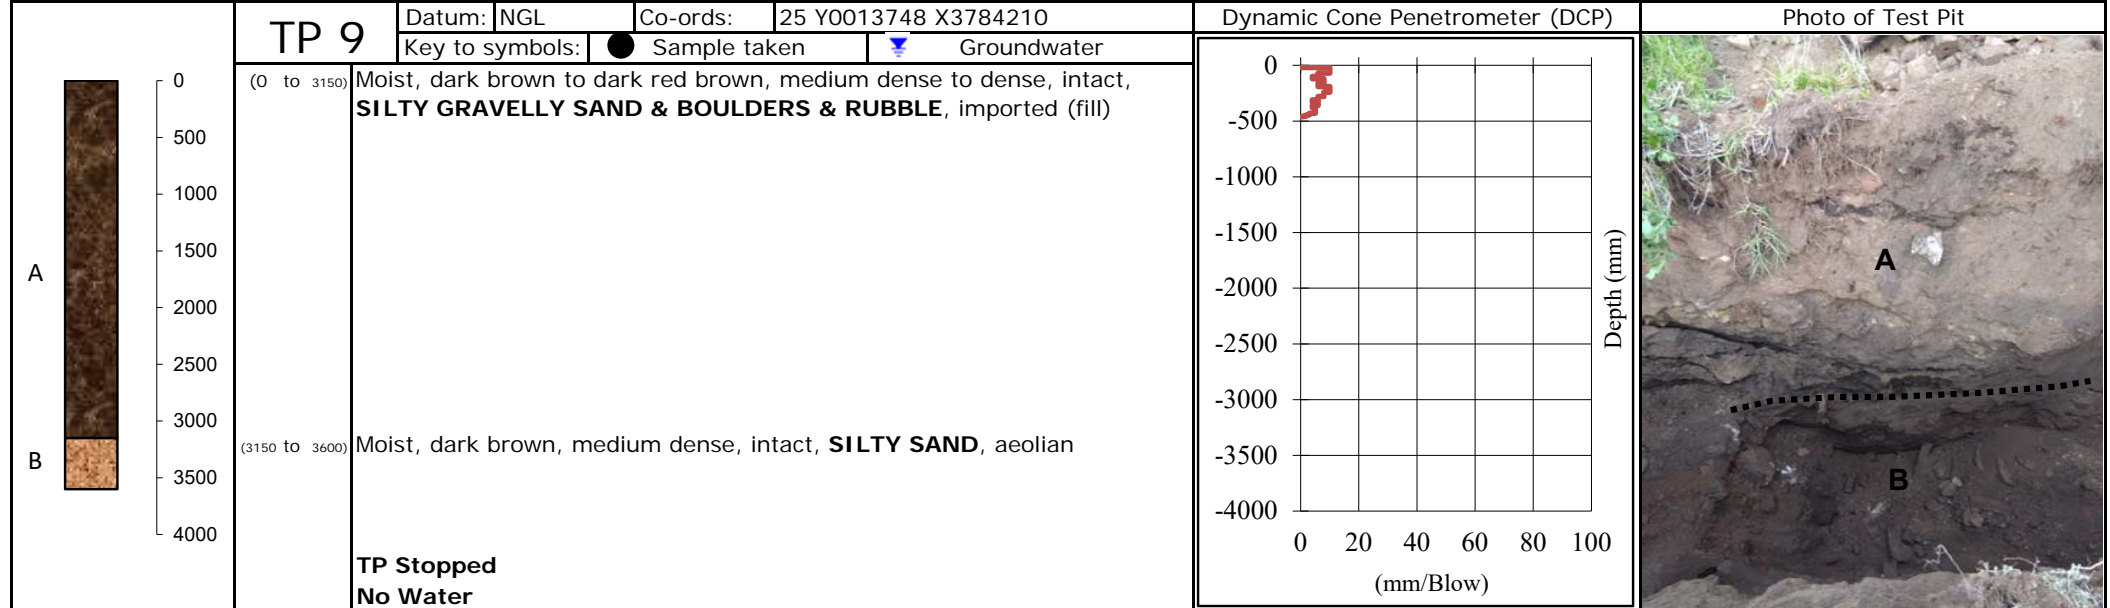 TP 9
Datum: NGL Co-ords: 25 Y0013748 X3784210
Key to symbols: Sample taken Groundwater
Dynamic Cone Penetrometer (DCP)
Photo of Test Pit
0
500
1000
1500
2000
2500
3000
3500
4000
A
B
(0 to 3150) Moist, dark brown to dark red brown, medium dense to dense, intact,
SILTY GRAVELLY SAND & BOULDERS & RUBBLE, imported (fill)
(3150 to 3600) Moist, dark brown, medium dense, intact, SILTY SAND, aeolian
TP Stopped
No Water
0
-500
-1000
-1500
-2000
-2500
-3000
-3500
-4000
0 20 40 60 80 100
(mm/Blow)
Depth (mm)
A
B